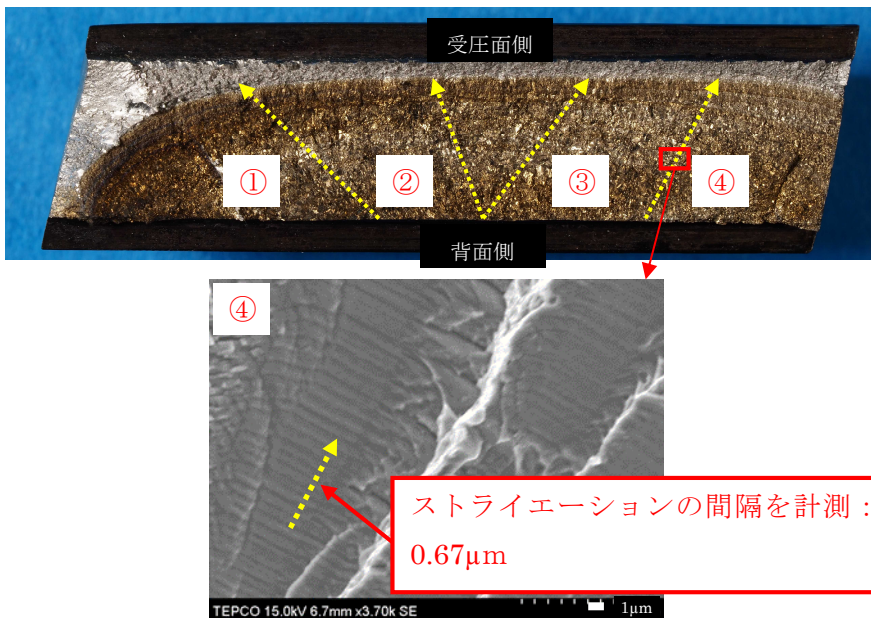 受圧面側
① ② ③ ④
背面側
④
ストライエーションの間隔を計測：
0.67µm
TEPCO 15.0kV 6.7mm x3.70k SE
1µm